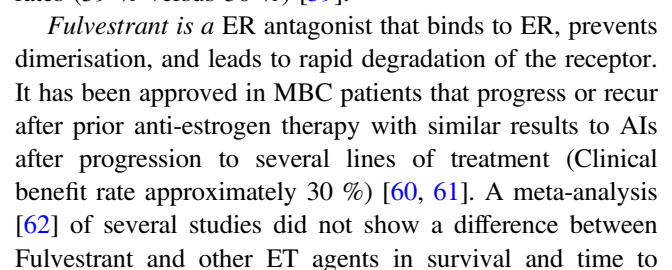 Fulvestrant is a ER antagonist that binds to ER, prevents
dimerisation, and leads to rapid degradation of the receptor.
It has been approved in MBC patients that progress or recur
after prior anti-estrogen therapy with similar results to AIs
after progression to several lines of treatment (Clinical
benefit rate approximately 30 %) [60, 61]. A meta-analysis
[62] of several studies did not show a difference between
Fulvestrant and other ET agents in survival and time to